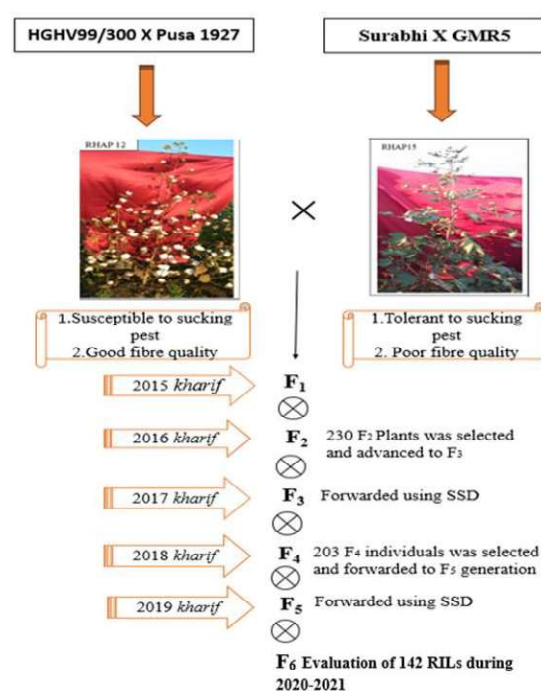 HGHV99/300 X Pusa 1927
Surabhi X GMR5
RHAP 12
RHAP15
1.Susceptible to sucking
pest
2.Good fibre quality
1.Tolerant to sucking
pest
2. Poor fibre quality
2015 kharif
F1
2016 kharif
F2
230 F2 Plants was selected
and advanced to F3
2017 kharif
F3
Forwarded using SSD
2018 kharif
F4
203 F4 individuals was selected
and forwarded to F5 generation
2019 kharif
F5
Forwarded using SSD
F6 Evaluation of 142 RILs during
2020-2021